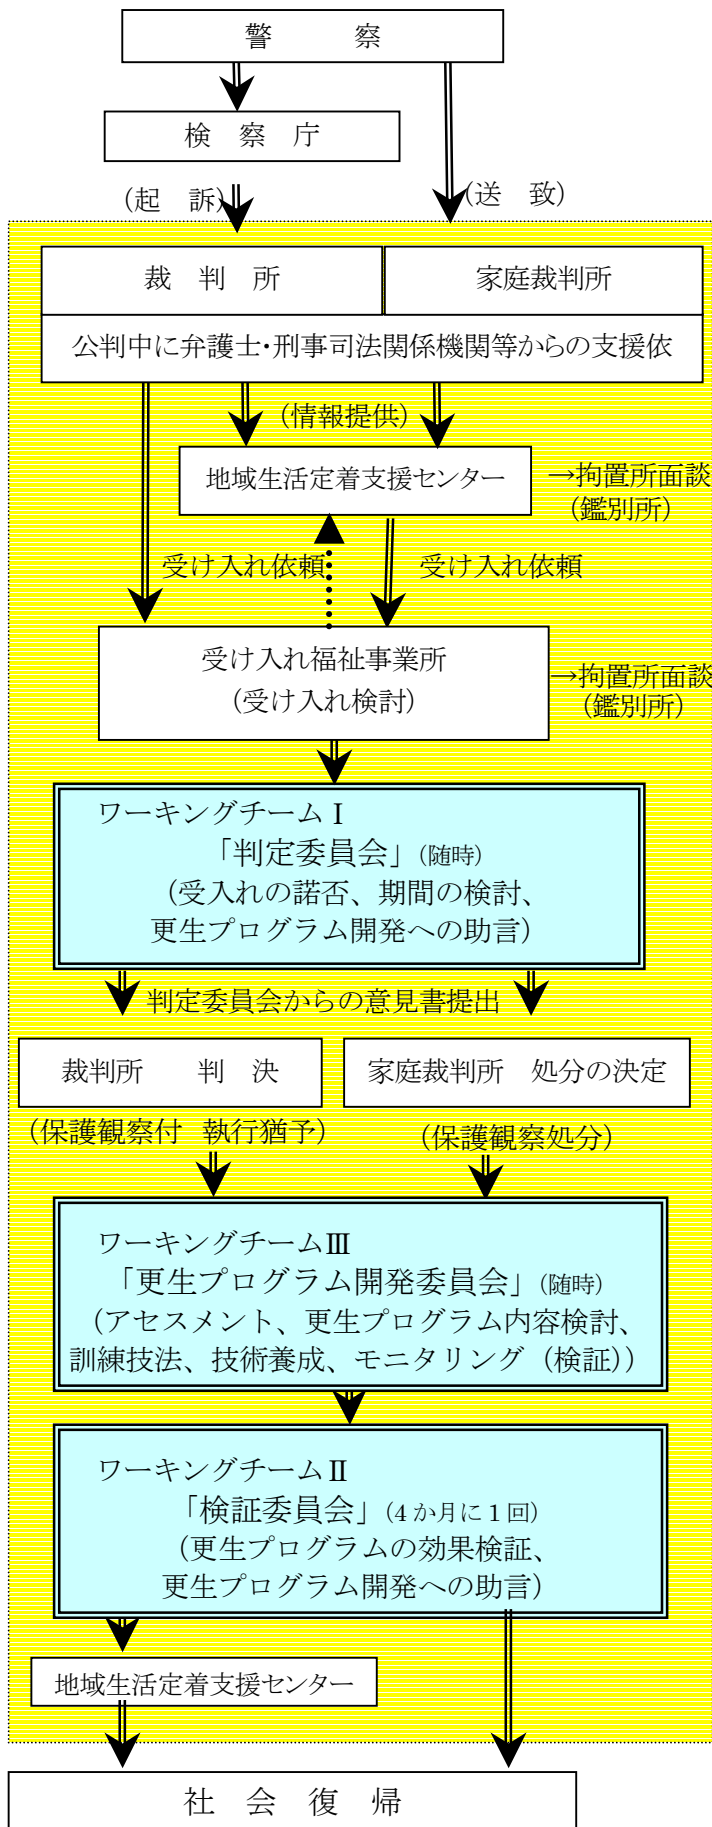 警　察
検　察　庁
（起　訴）
（送　致）
裁　判　所
家庭裁判所
公判中に弁護士・刑事司法関係機関等からの支援依
（情報提供）
地域生活定着支援センター
→拘置所面談
（鑑別所）
受け入れ依頼
受け入れ依頼
受け入れ福祉事業所
（受け入れ検討）
→拘置所面談
（鑑別所）
ワーキングチームⅠ
「判定委員会」（随時）
（受入れの諾否、期間の検討、
更生プログラム開発への助言）
判定委員会からの意見書提出
裁判所　判　決
家庭裁判所　処分の決定
（保護観察付 執行猶予）
（保護観察処分）
ワーキングチームⅢ
「更生プログラム開発委員会」（随時）
（アセスメント、更生プログラム内容検討、
訓練技法、技術養成、モニタリング（検証））
ワーキングチームⅡ
「検証委員会」（4か月に1回）
（更生プログラムの効果検証、
更生プログラム開発への助言）
地域生活定着支援センター
社　会　復　帰